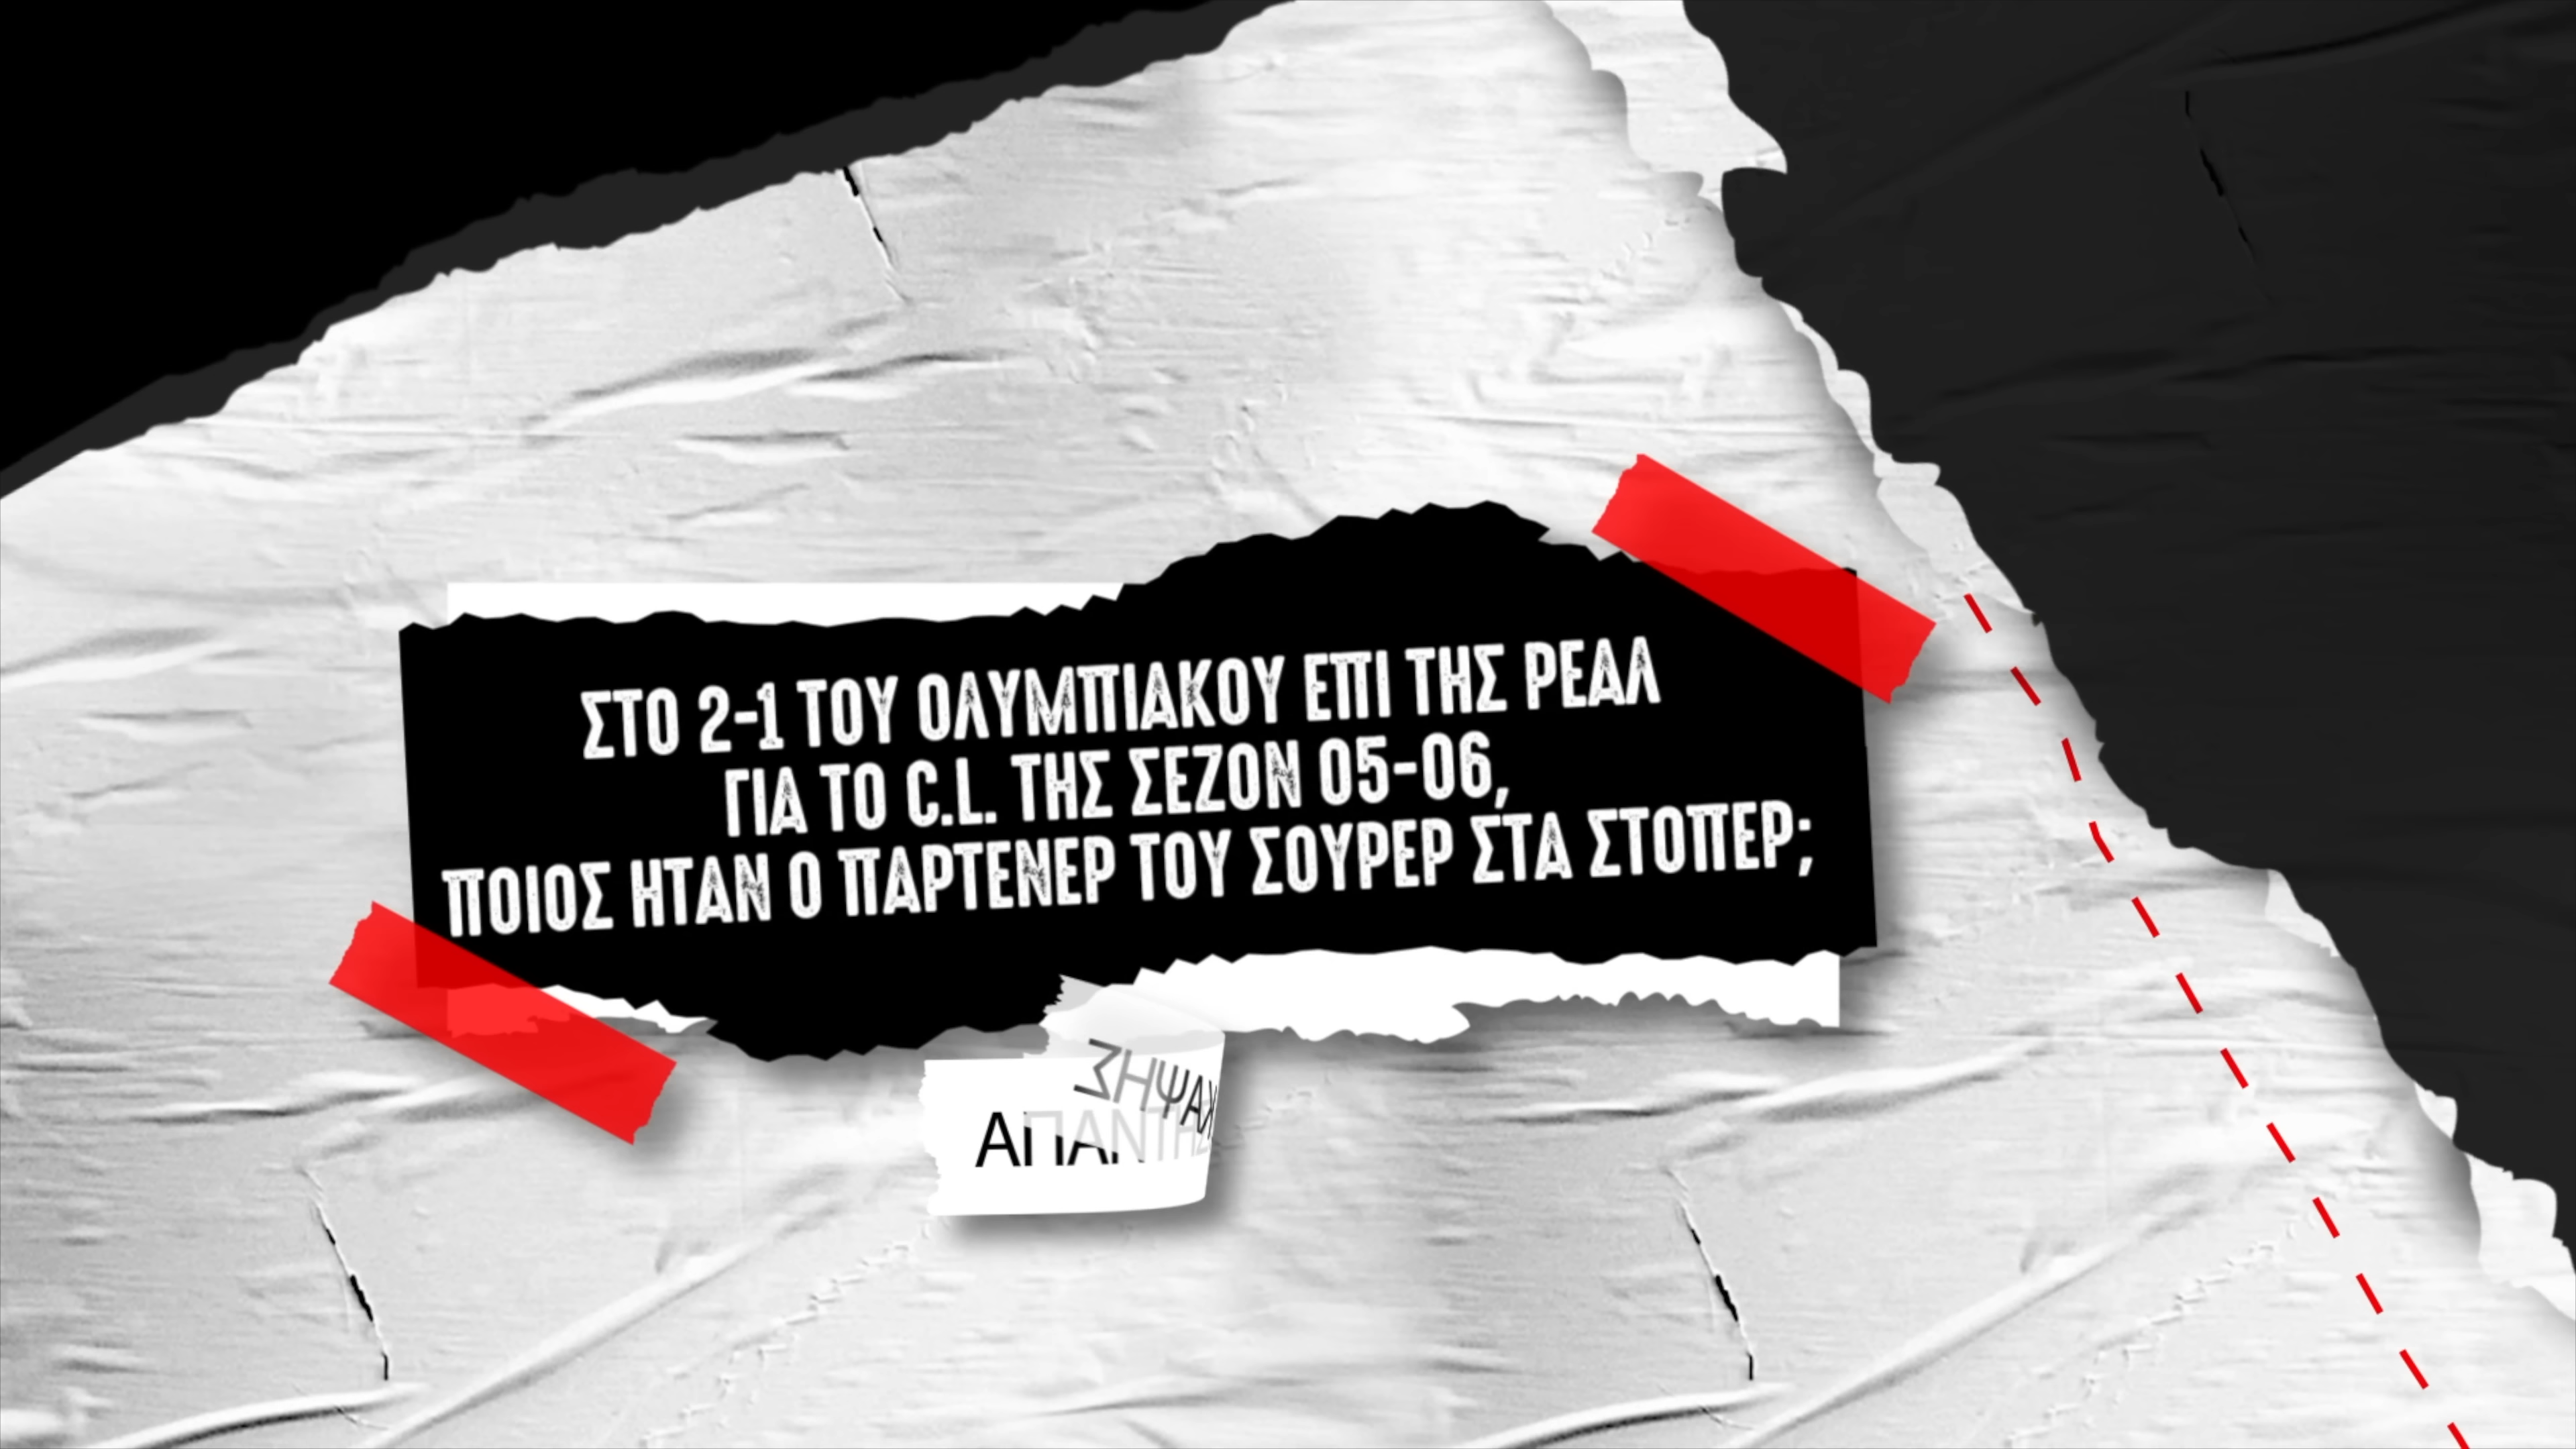 ΣΤΟ 2-1 ΤΟΥ ΟΛΥΜΠΙΑΚΟΥ ΕΠΙ ΤΗΣ ΡΕΑΛ
ΓΙΑ ΤΟ C.L. ΤΗΣ ΣΕΖΟΝ 05-06,
ΠΟΙΟΣ ΗΤΑΝ Ο ΠΑΡΤΕΝΕΡ ΤΟΥ ΣΟΥΡΕΡ ΣΤΑ ΣΤΟΠΕΡ;